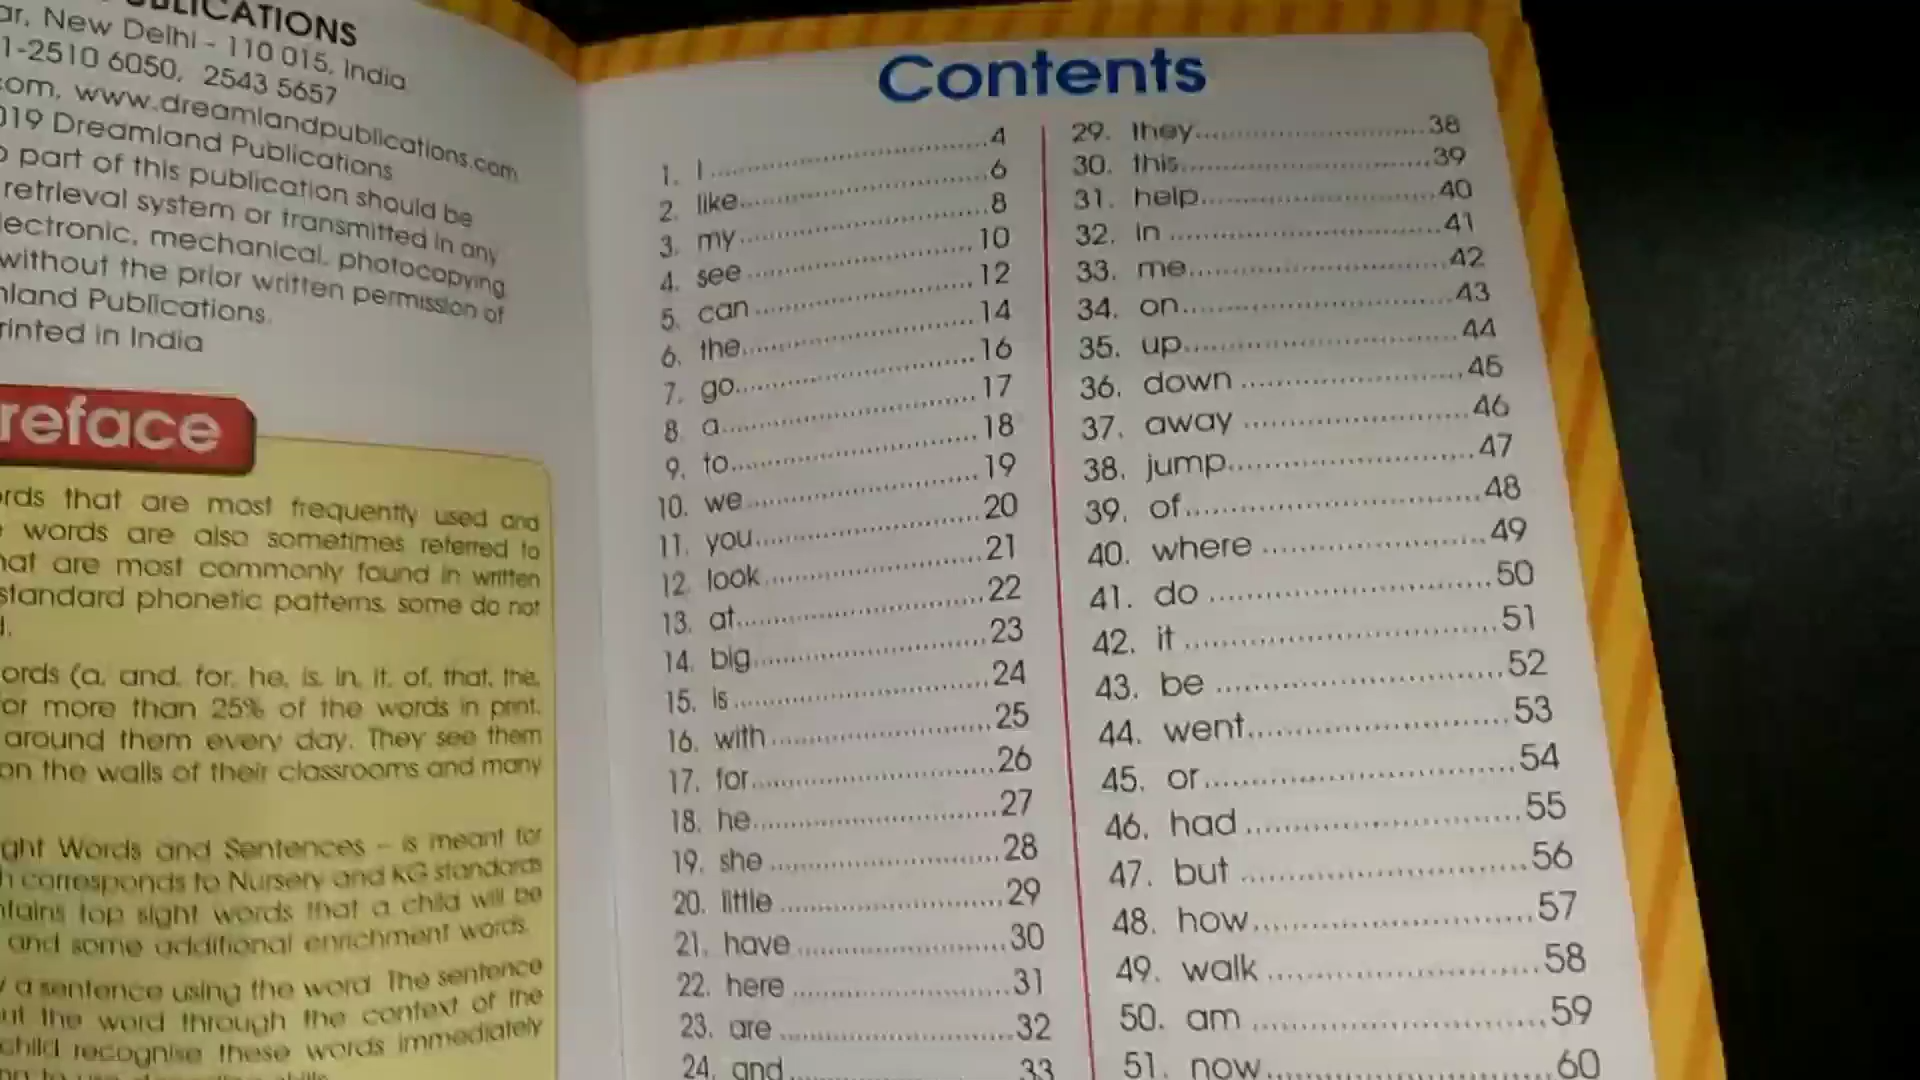 PUBLICATIONS
ar, New Delhi - 110 015, India
1-2510 6050, 2543 5657
com, www.dreamlandpublications.com
019 Dreamland Publications
part of this publication should be
retrieval system or transmitted in any
lectronic, mechanical, photocopying
without the prior written permission of
mland Publications.
rinted in India
reface
ords that are most frequently used and
words are also sometimes referred to
hat are most commonly found in written
standard phonetic patterns, some do not
ords (a, and, for, he, is, in, it, of, that, the,
or more than 25% of the words in print.
around them every day. They see them
on the walls of their classrooms and many
ght Words and Sentences – is meant for
h corresponds to Nursery and KG standards
ntains top sight words that a child will be
and some additional enrichment words.
y a sentence using the word. The sentence
ut the word through the context of the
child recognise these words immediately
Contents
1. I ........ 4
2. like ........ 6
3. my ........ 8
4. see ........ 10
5. can ........ 12
6. the ........ 14
7. go ........ 16
8. a ........ 17
9. to ........ 18
10. we ........ 19
11. you ........ 20
12. look ........ 21
13. at ........ 22
14. big ........ 23
15. is ........ 24
16. with ........ 25
17. for ........ 26
18. he ........ 27
19. she ........ 28
20. little ........ 29
21. have ........ 30
22. here ........ 31
23. are ........ 32
24. and ........ 33
29. they ........ 38
30. this ........ 39
31. help ........ 40
32. in ........ 41
33. me ........ 42
34. on ........ 43
35. up ........ 44
36. down ........ 45
37. away ........ 46
38. jump ........ 47
39. of ........ 48
40. where ........ 49
41. do ........ 50
42. it ........ 51
43. be ........ 52
44. went ........ 53
45. or ........ 54
46. had ........ 55
47. but ........ 56
48. how ........ 57
49. walk ........ 58
50. am ........ 59
51. now ........ 60